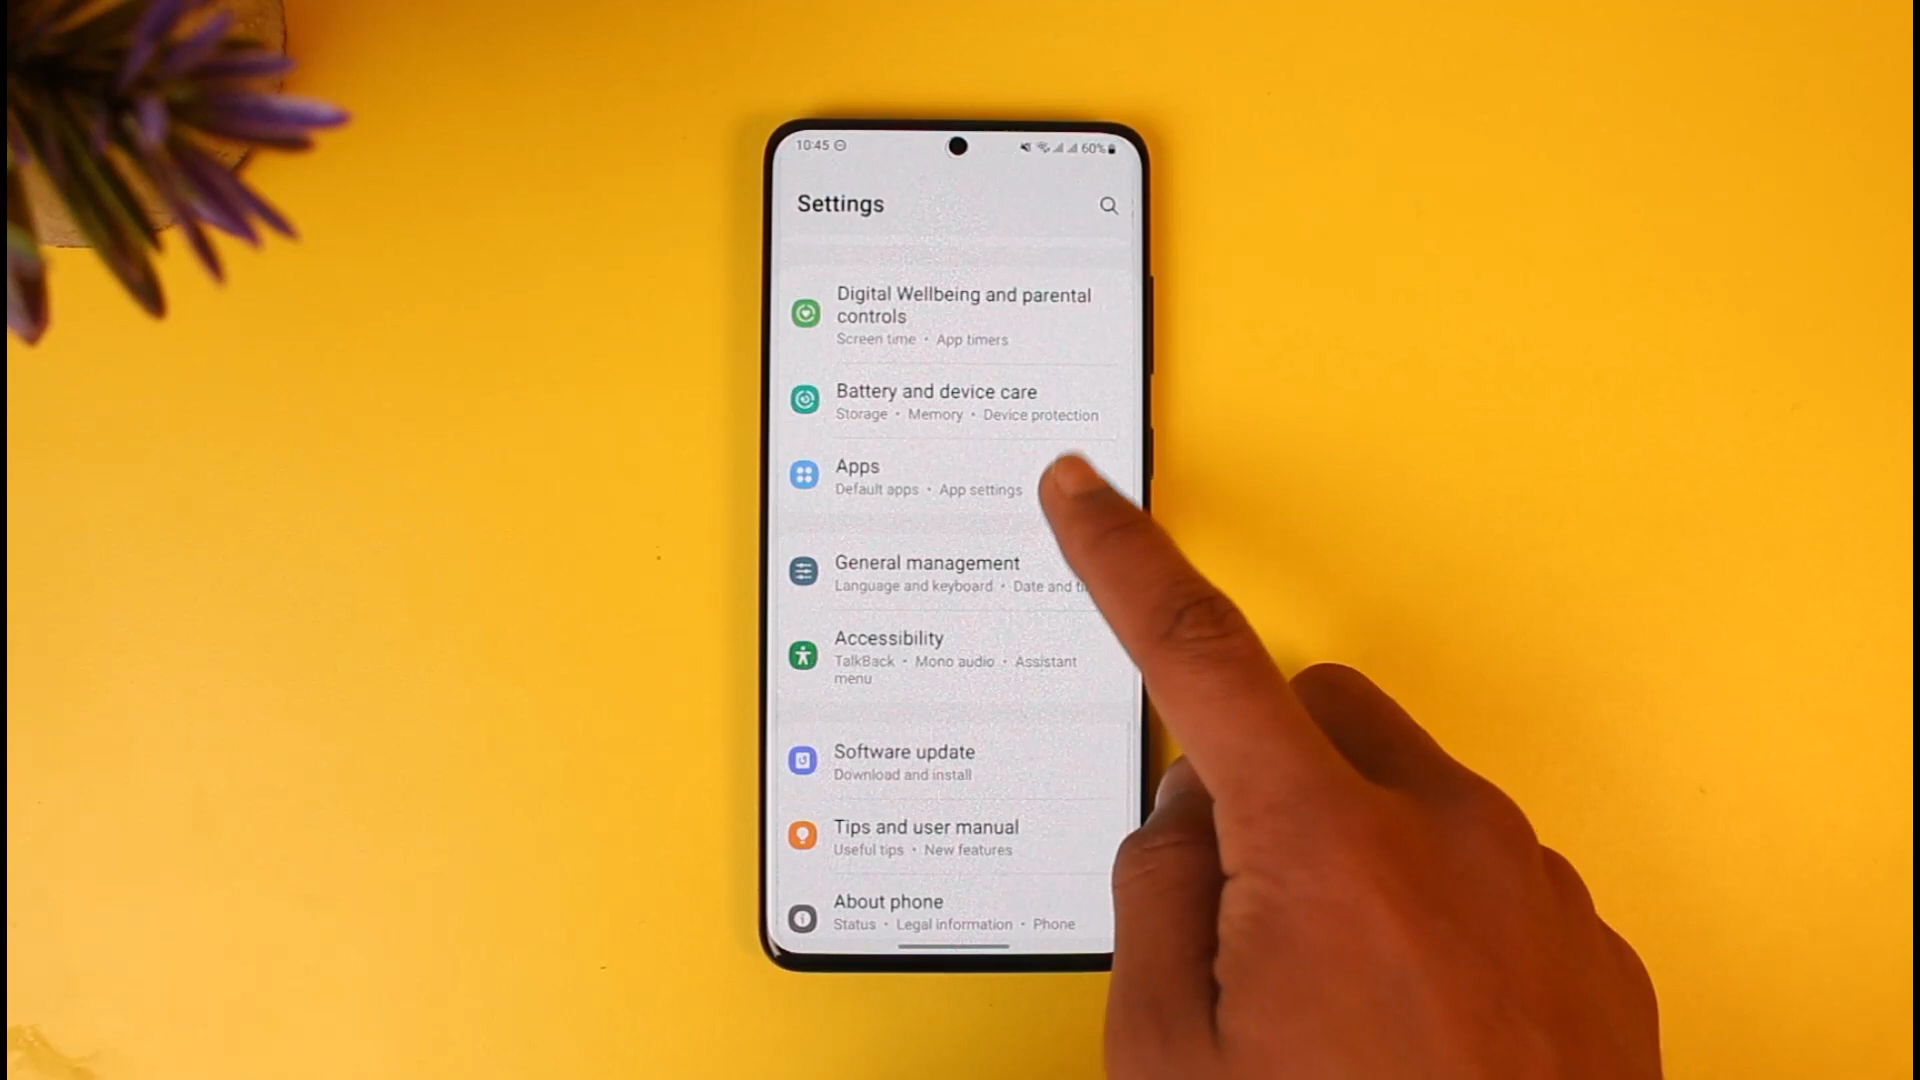 10:45
60%
Settings
Digital Wellbeing and parental
controls
Screen time • App timers
Battery and device care
Storage • Memory • Device protection
Apps
Default apps • App settings
General management
Language and keyboard • Date and
Accessibility
TalkBack • Mono audio • Assistant
menu
Software update
Download and install
Tips and user manual
Useful tips • New features
About phone
Status • Legal information • Phone